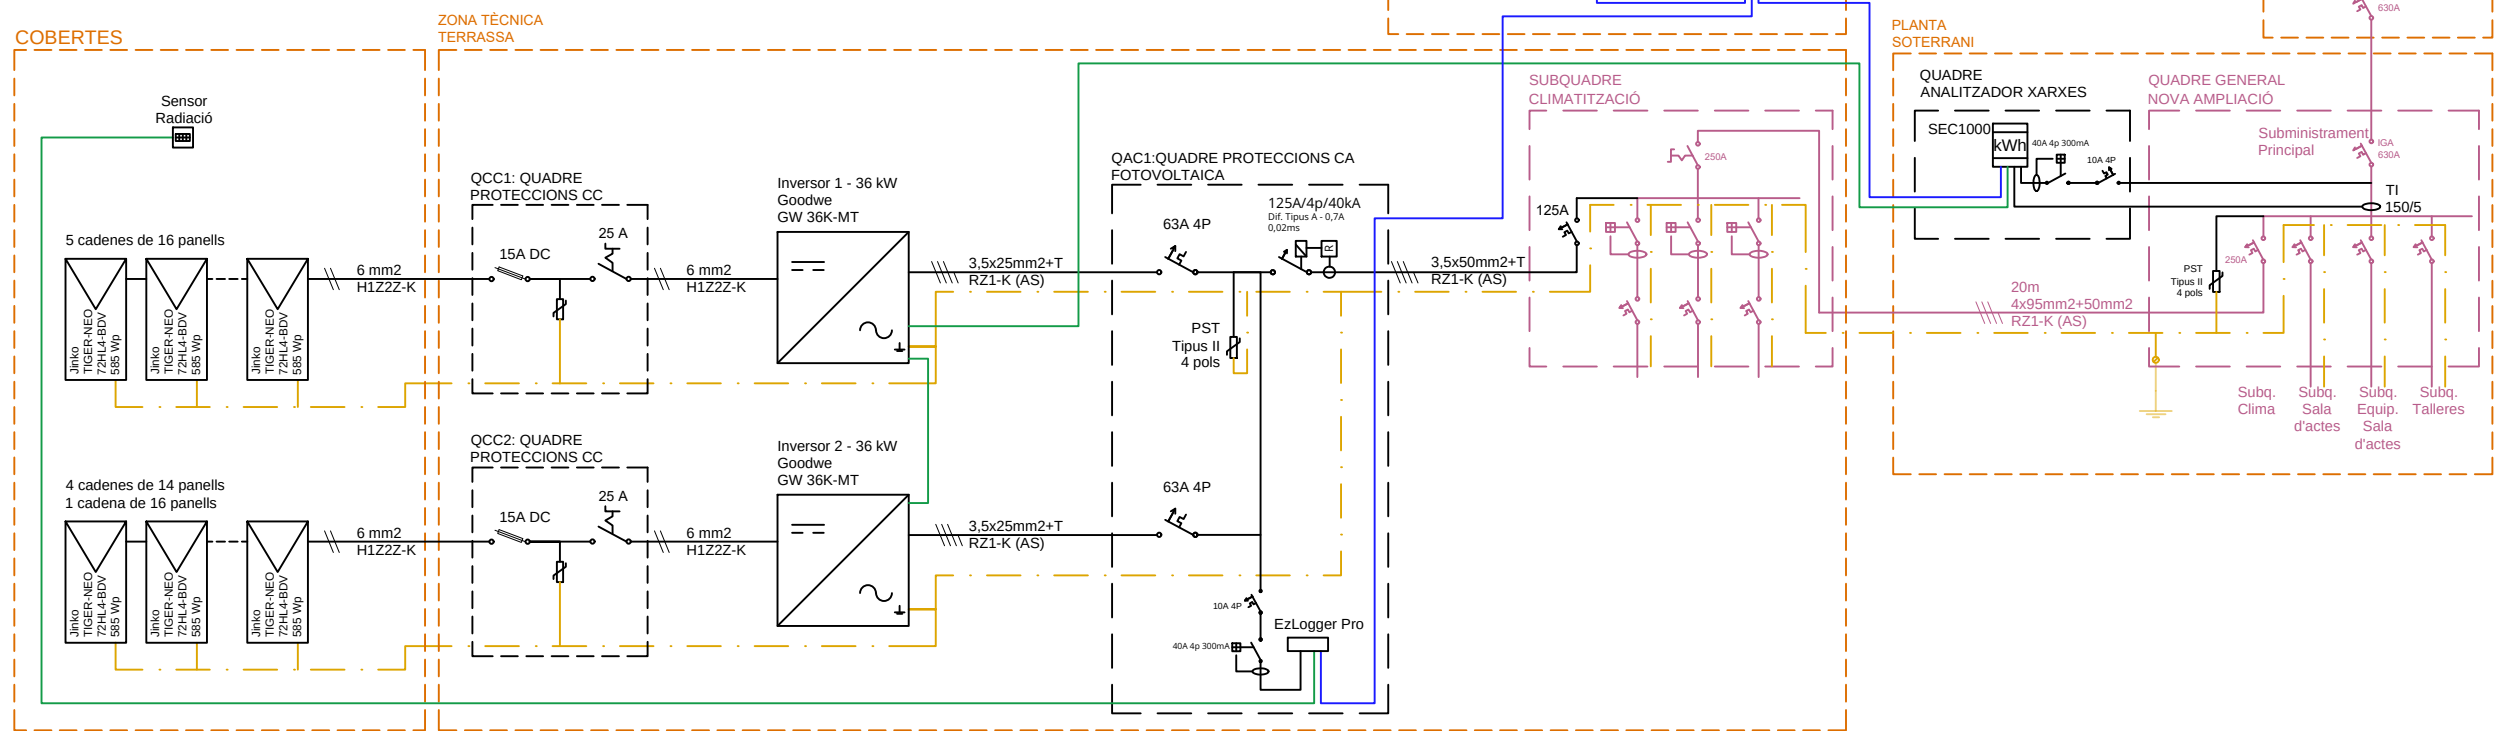 COBERTES
Sensor
Radiació
5 cadenes de 16 panells
Jinko
TIGER-NEO
72HL4-BDV
585 Wp
Jinko
TIGER-NEO
72HL4-BDV
585 Wp
Jinko
TIGER-NEO
72HL4-BDV
585 Wp
6 mm2
H1Z2Z-K
4 cadenes de 14 panells
1 cadena de 16 panells
Jinko
TIGER-NEO
72HL4-BDV
585 Wp
Jinko
TIGER-NEO
72HL4-BDV
585 Wp
Jinko
TIGER-NEO
72HL4-BDV
585 Wp
6 mm2
H1Z2Z-K
ZONA TÈCNICA
TERRASSA
QCC1: QUADRE
PROTECCIONS CC
15A DC
25 A
6 mm2
H1Z2Z-K
Inversor 1 - 36 kW
Goodwe
GW 36K-MT
3,5x25mm2+T
RZ1-K (AS)
QCC2: QUADRE
PROTECCIONS CC
15A DC
25 A
6 mm2
H1Z2Z-K
Inversor 2 - 36 kW
Goodwe
GW 36K-MT
3,5x25mm2+T
RZ1-K (AS)
QAC1:QUADRE PROTECCIONS CA
FOTOVOLTAICA
63A 4P
125A/4p/40kA
Dif. Tipus A - 0,7A
0,02ms
R
PST
Tipus II
4 pols
63A 4P
10A 4P
40A 4p 300mA
EzLogger Pro
3,5x50mm2+T
RZ1-K (AS)
SUBQUADRE
CLIMATITZACIÓ
250A
125A
PLANTA
SOTERRANI
630A
QUADRE
ANALITZADOR XARXES
SEC1000
kWh
40A 4p 300mA
10A 4P
QUADRE GENERAL
NOVA AMPLIACIÓ
Subministrament
Principal
IGA
630A
TI
150/5
250A
PST
Tipus II
4 pols
20m
4x95mm2+50mm2
RZ1-K (AS)
Subq.
Clima
Subq.
Sala
d'actes
Subq.
Equip.
Sala
d'actes
Subq.
Talleres